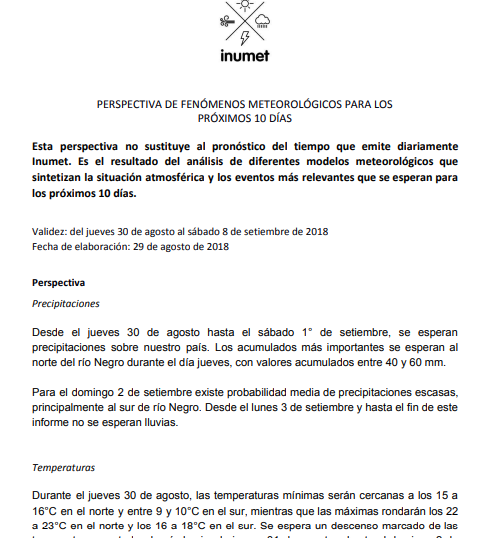 inumet
PERSPECTIVA DE FENÓMENOS METEOROLÓGICOS PARA LOS
PRÓXIMOS 10 DÍAS
Esta perspectiva no sustituye al pronóstico del tiempo que emite diariamente
Inumet. Es el resultado del análisis de diferentes modelos meteorológicos que
sintetizan la situación atmosférica y los eventos más relevantes que se esperan para
los próximos 10 días.
Validez: del jueves 30 de agosto al sábado 8 de setiembre de 2018
Fecha de elaboración: 29 de agosto de 2018
Perspectiva
Precipitaciones
Desde el jueves 30 de agosto hasta el sábado 1° de setiembre, se esperan
precipitaciones sobre nuestro país. Los acumulados más importantes se esperan al
norte del río Negro durante el día jueves, con valores acumulados entre 40 y 60 mm.
Para el domingo 2 de setiembre existe probabilidad media de precipitaciones escasas,
principalmente al sur de río Negro. Desde el lunes 3 de setiembre y hasta el fin de este
informe no se esperan lluvias.
Temperaturas
Durante el jueves 30 de agosto, las temperaturas mínimas serán cercanas a los 15 a
16°C en el norte y entre 9 y 10°C en el sur, mientras que las máximas rondarán los 22
a 23°C en el norte y los 16 a 18°C en el sur. Se espera un descenso marcado de las